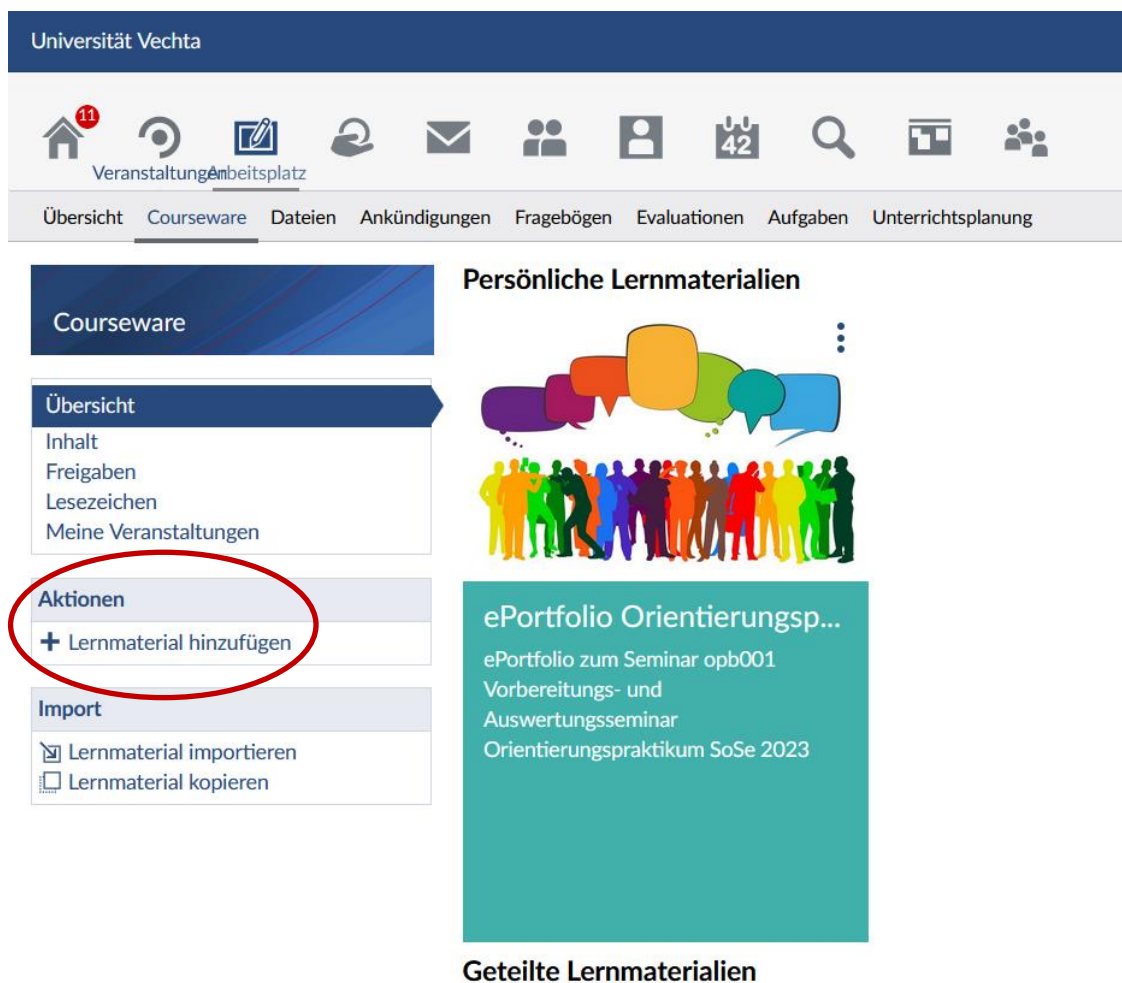 Universität Vechta
11
42
Veranstaltungen
Arbeitsplatz
Übersicht Courseware Dateien Ankündigungen Fragebögen Evaluationen Aufgaben Unterrichtsplanung
Courseware
Übersicht
Inhalt
Freigaben
Lesezeichen
Meine Veranstaltungen
Aktionen
+ Lernmaterial hinzufügen
Import
Lernmaterial importieren
Lernmaterial kopieren
Persönliche Lernmaterialien
ePortfolio Orientierungsp...
ePortfolio zum Seminar opb001
Vorbereitungs- und
Auswertungsseminar
Orientierungspraktikum SoSe 2023
Geteilte Lernmaterialien